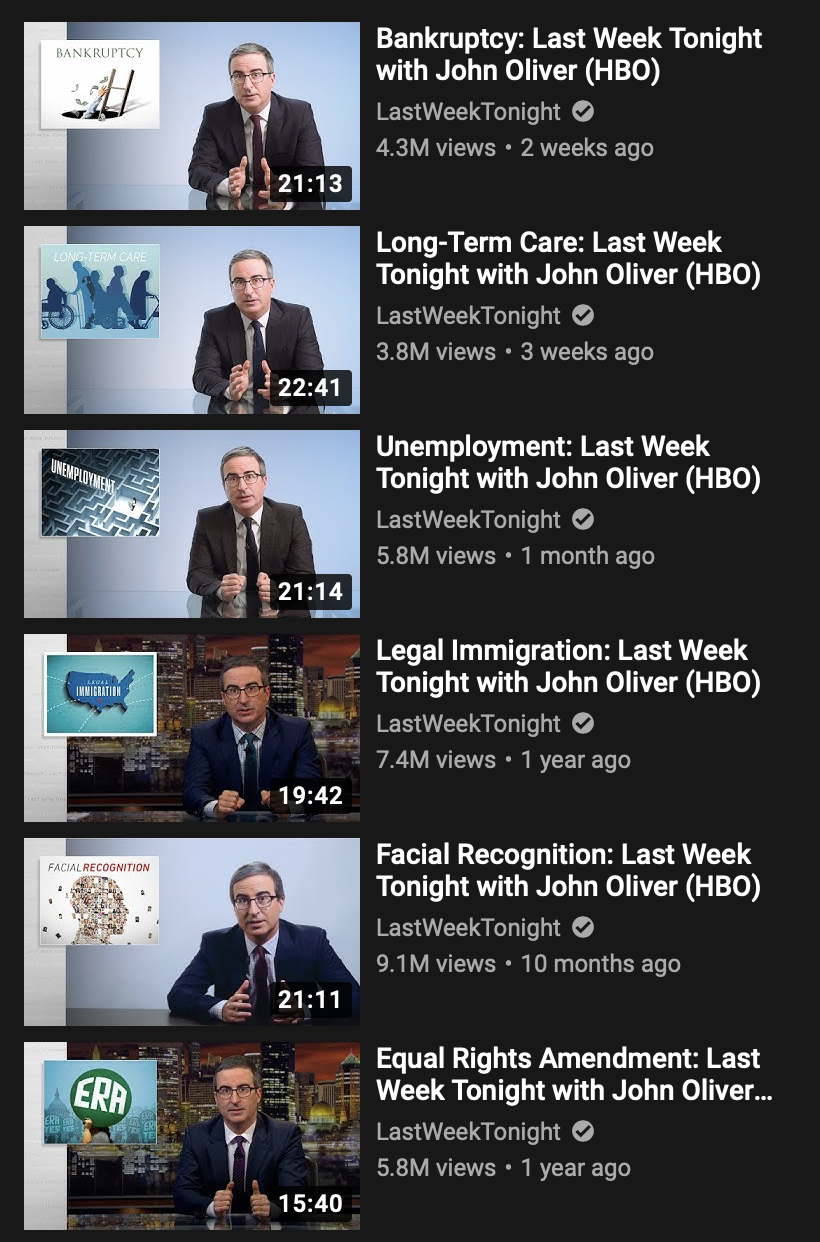 BANKRUPTCY
21:13
Bankruptcy: Last Week Tonight
with John Oliver (HBO)
LastWeekTonight
4.3M views • 2 weeks ago
LONG-TERM CARE
22:41
Long-Term Care: Last Week
Tonight with John Oliver (HBO)
LastWeekTonight
3.8M views • 3 weeks ago
UNEMPLOYMENT
21:14
Unemployment: Last Week
Tonight with John Oliver (HBO)
LastWeekTonight
5.8M views • 1 month ago
LEGAL
IMMIGRATION
19:42
Legal Immigration: Last Week
Tonight with John Oliver (HBO)
LastWeekTonight
7.4M views • 1 year ago
FACIAL RECOGNITION
21:11
Facial Recognition: Last Week
Tonight with John Oliver (HBO)
LastWeekTonight
9.1M views • 10 months ago
ERA
15:40
Equal Rights Amendment: Last
Week Tonight with John Oliver...
LastWeekTonight
5.8M views • 1 year ago